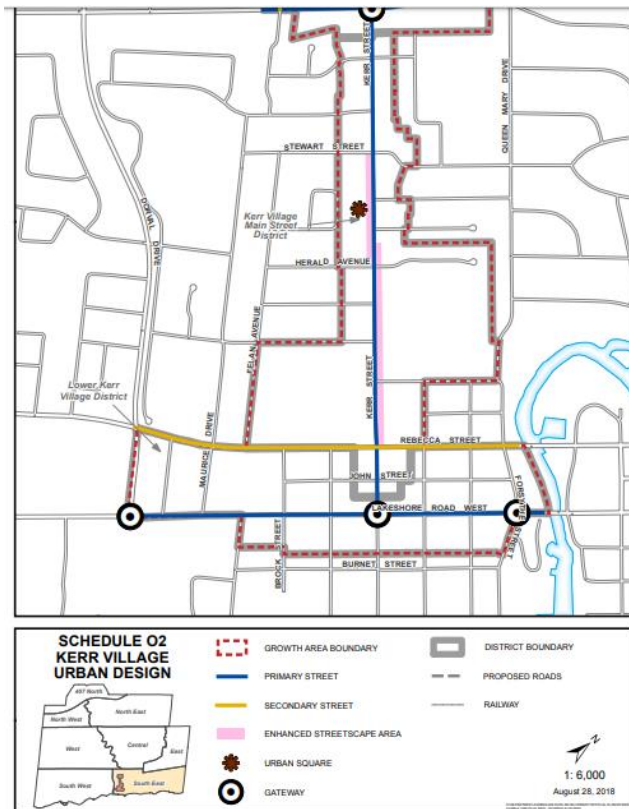 KERR STREET
QUEEN MARY DRIVE
STEWART STREET
DORVAL DRIVE
Kerr Village
Main Street
District
HERALD AVENUE
FELAN AVENUE
KERR STREET
Lower Kerr
Village District
MAURICE DRIVE
REBECCA STREET
JOHN STREET
LAKESHORE ROAD WEST
FORSYTHE STREET
BROCK STREET
BURNET STREET
SCHEDULE O2
KERR VILLAGE
URBAN DESIGN
407 North
North West
North East
West
Central
East
South West
South East
GROWTH AREA BOUNDARY
PRIMARY STREET
SECONDARY STREET
ENHANCED STREETSCAPE AREA
URBAN SQUARE
GATEWAY
DISTRICT BOUNDARY
PROPOSED ROADS
RAILWAY
1: 6,000
August 28, 2018